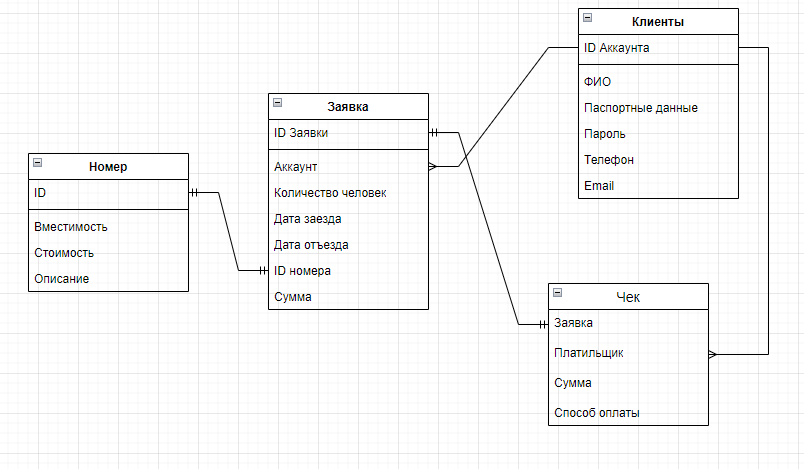 Номер
ID
Вместимость
Стоимость
Описание
Заявка
ID Заявки
Аккаунт
Количество человек
Дата заезда
Дата отъезда
ID номера
Сумма
Клиенты
ID Аккаунта
ФИО
Паспортные данные
Пароль
Телефон
Email
Чек
Заявка
Платильщик
Сумма
Способ оплаты